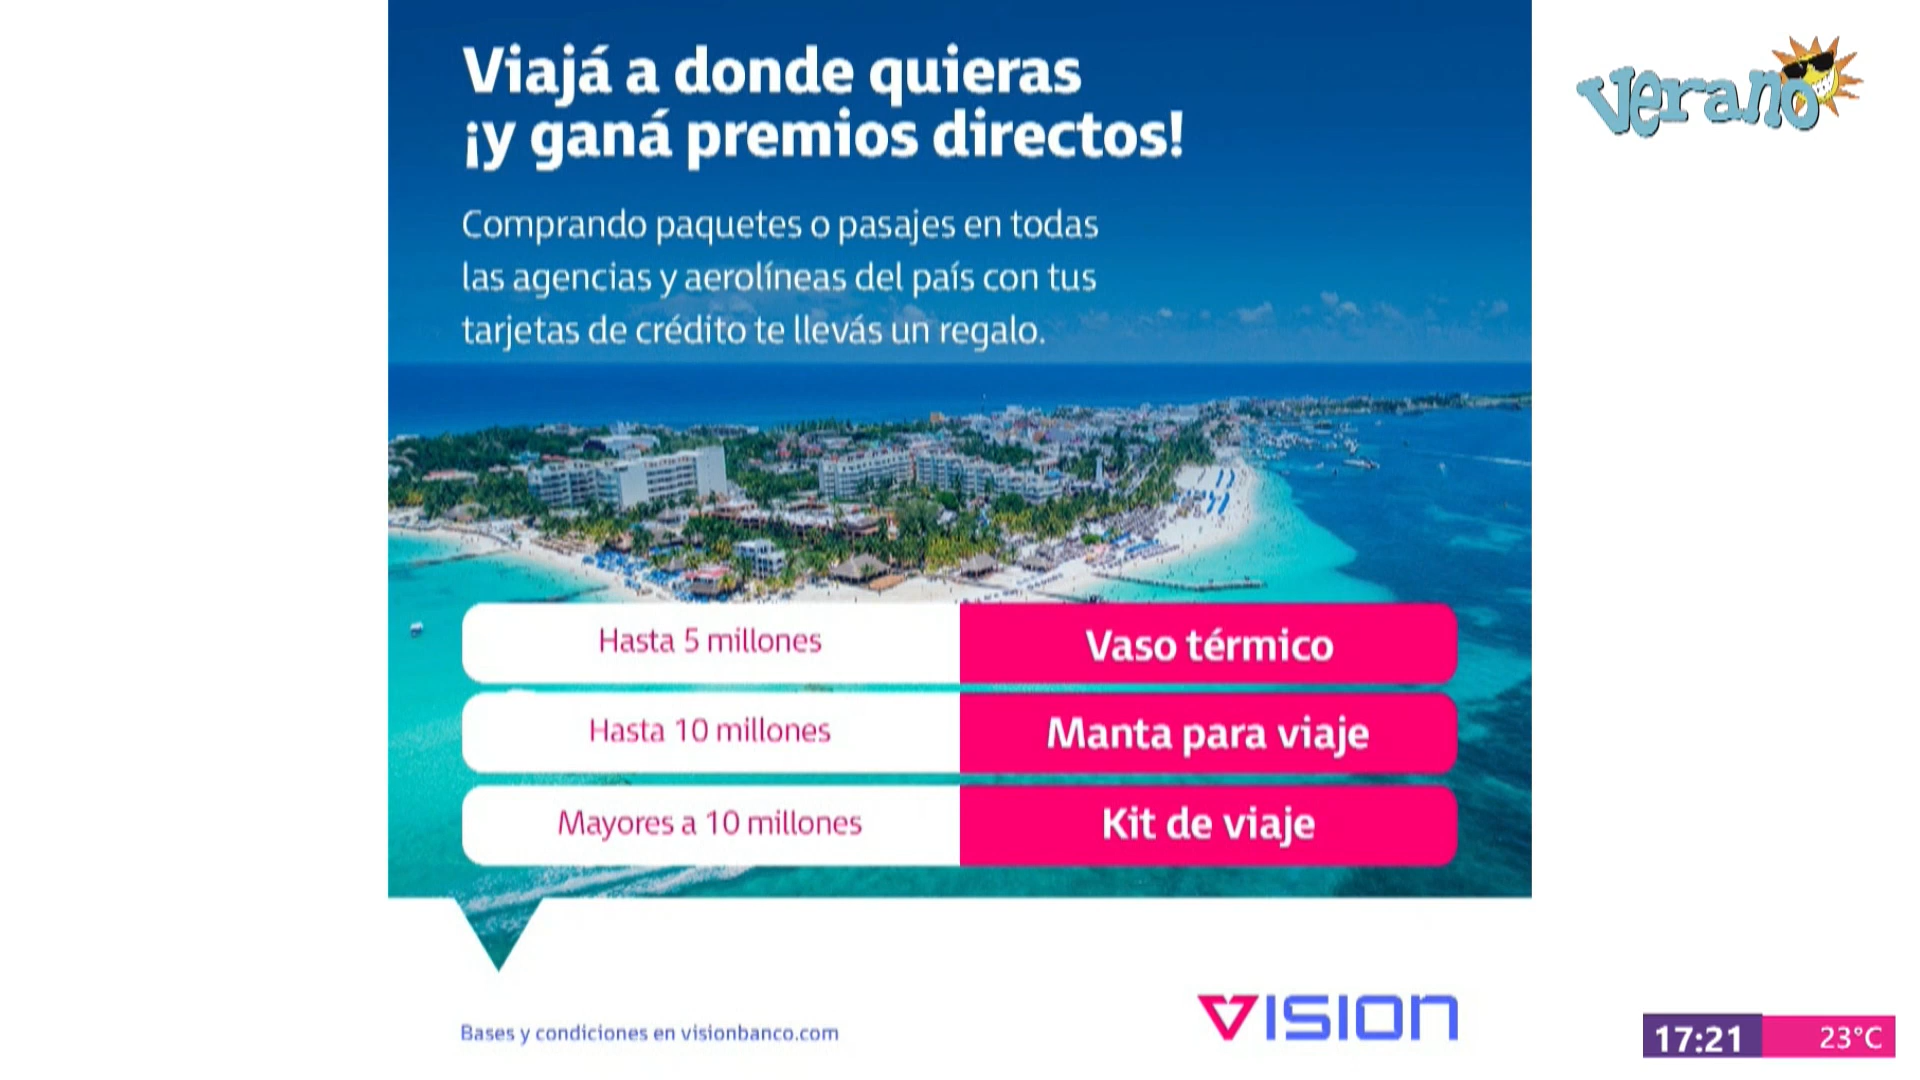 Viajá a donde quieras
¡y ganá premios directos!
Verano
Comprando paquetes o pasajes en todas
las agencias y aerolíneas del país con tus
tarjetas de crédito te llevás un regalo.
Hasta 5 millones
Vaso térmico
Hasta 10 millones
Manta para viaje
Mayores a 10 millones
Kit de viaje
Bases y condiciones en visionbanco.com
VISION
17:21
23°C